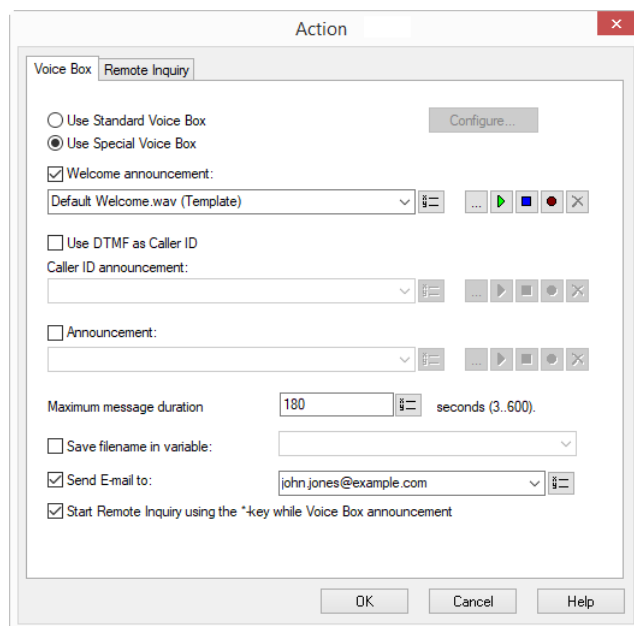 Action
Voice Box Remote Inquiry
Use Standard Voice Box Configure...
Use Special Voice Box
Welcome announcement:
Default Welcome.wav (Template) ...
Use DTMF as Caller ID
Caller ID announcement:
...
Announcement:
...
Maximum message duration 180 seconds (3..600).
Save filename in variable:
Send E-mail to: john.jones@example.com
Start Remote Inquiry using the *-key while Voice Box announcement
OK Cancel Help